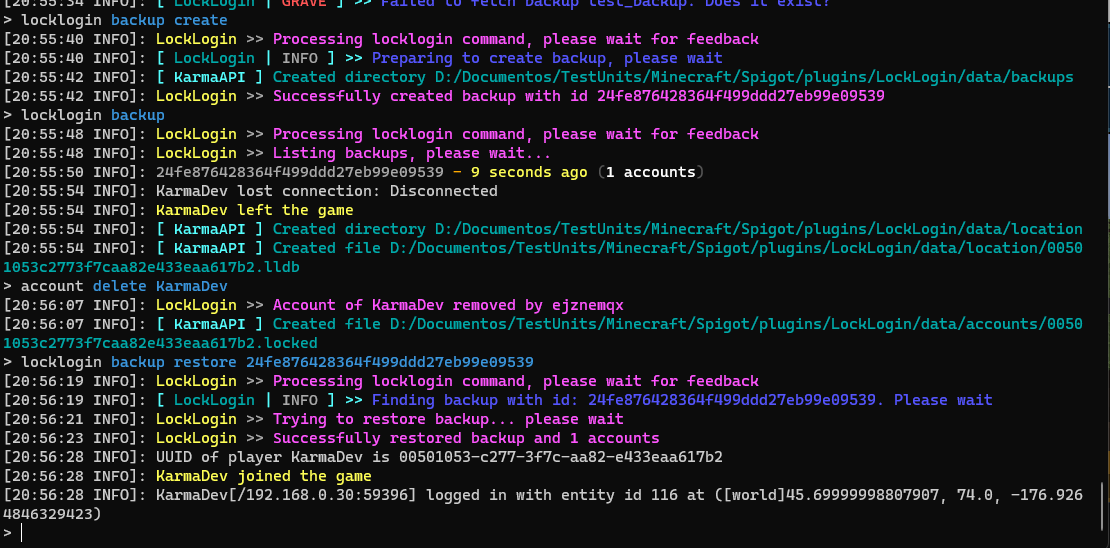 [20:55:34 INFO]: [ LockLogin | GRAVE ] >> Failed to fetch backup test_backup. Does it exist?
> locklogin backup create
[20:55:40 INFO]: LockLogin >> Processing locklogin command, please wait for feedback
[20:55:40 INFO]: [ LockLogin | INFO ] >> Preparing to create backup, please wait
[20:55:42 INFO]: [ KarmaAPI ] Created directory D:/Documentos/TestUnits/Minecraft/Spigot/plugins/LockLogin/data/backups
[20:55:42 INFO]: LockLogin >> Successfully created backup with id 24fe876428364f499ddd27eb99e09539
> locklogin backup
[20:55:48 INFO]: LockLogin >> Processing locklogin command, please wait for feedback
[20:55:48 INFO]: LockLogin >> Listing backups, please wait...
[20:55:50 INFO]: 24fe876428364f499ddd27eb99e09539 - 9 seconds ago (1 accounts)
[20:55:54 INFO]: KarmaDev lost connection: Disconnected
[20:55:54 INFO]: KarmaDev left the game
[20:55:54 INFO]: [ KarmaAPI ] Created directory D:/Documentos/TestUnits/Minecraft/Spigot/plugins/LockLogin/data/location
[20:55:54 INFO]: [ KarmaAPI ] Created file D:/Documentos/TestUnits/Minecraft/Spigot/plugins/LockLogin/data/location/0050
1053c2773f7caa82e433eaa617b2.lldb
> account delete KarmaDev
[20:56:07 INFO]: LockLogin >> Account of KarmaDev removed by ejznemqx
[20:56:07 INFO]: [ KarmaAPI ] Created file D:/Documentos/TestUnits/Minecraft/Spigot/plugins/LockLogin/data/accounts/0050
1053c2773f7caa82e433eaa617b2.locked
> locklogin backup restore 24fe876428364f499ddd27eb99e09539
[20:56:19 INFO]: LockLogin >> Processing locklogin command, please wait for feedback
[20:56:19 INFO]: [ LockLogin | INFO ] >> Finding backup with id: 24fe876428364f499ddd27eb99e09539. Please wait
[20:56:21 INFO]: LockLogin >> Trying to restore backup... please wait
[20:56:23 INFO]: LockLogin >> Successfully restored backup and 1 accounts
[20:56:28 INFO]: UUID of player KarmaDev is 00501053-c277-3f7c-aa82-e433eaa617b2
[20:56:28 INFO]: KarmaDev joined the game
[20:56:28 INFO]: KarmaDev[/192.168.0.30:59396] logged in with entity id 116 at ([world]45.69999998807907, 74.0, -176.926
4846329423)
>